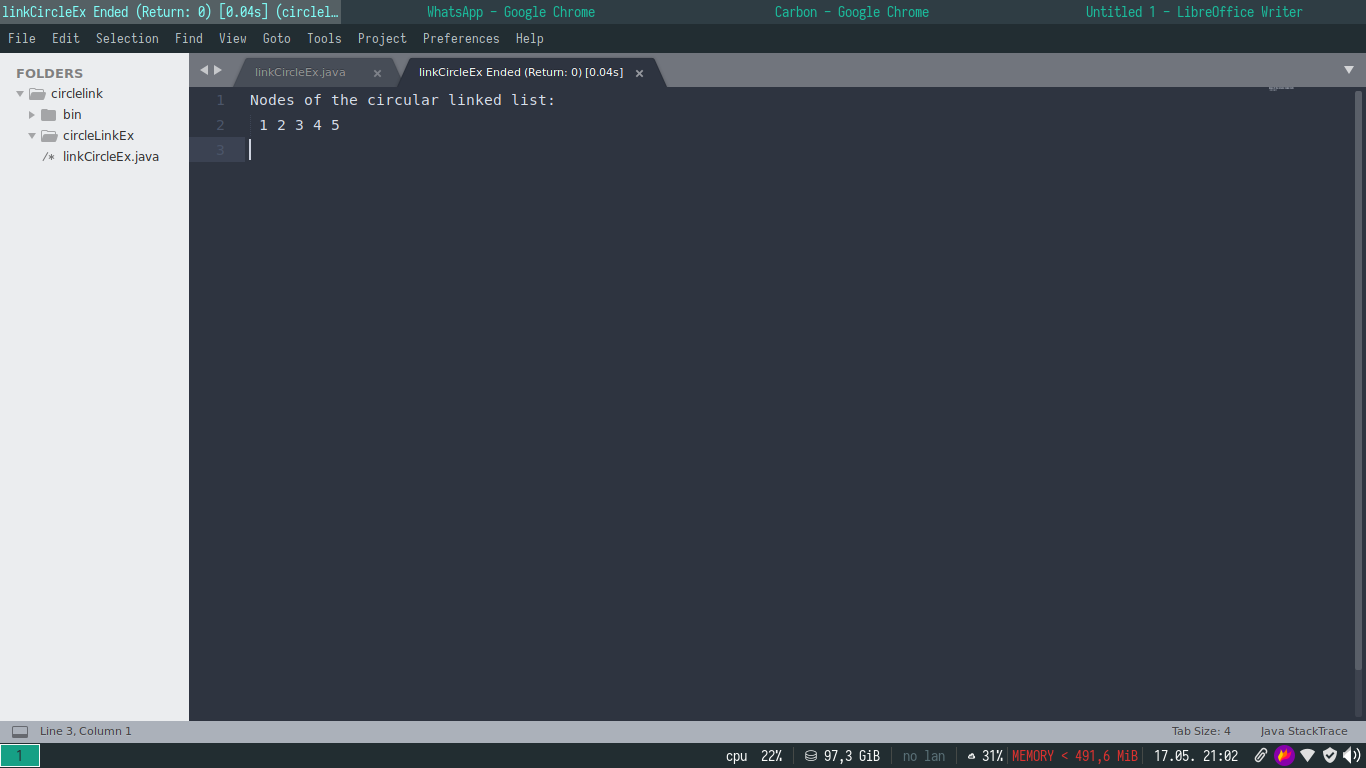 linkCircleEx Ended (Return: 0) [0.04s] (circlel… WhatsApp - Google Chrome Carbon - Google Chrome Untitled 1 - LibreOffice Writer
File Edit Selection Find View Goto Tools Project Preferences Help
FOLDERS
circlelink
bin
circleLinkEx
/* linkCircleEx.java
linkCircleEx.java × linkCircleEx Ended (Return: 0) [0.04s] ×
1 Nodes of the circular linked list:
2 1 2 3 4 5
3
Line 3, Column 1 Tab Size: 4 Java StackTrace
1 cpu 22% 97,3 GiB no lan 31% MEMORY < 491,6 MiB 17.05. 21:02